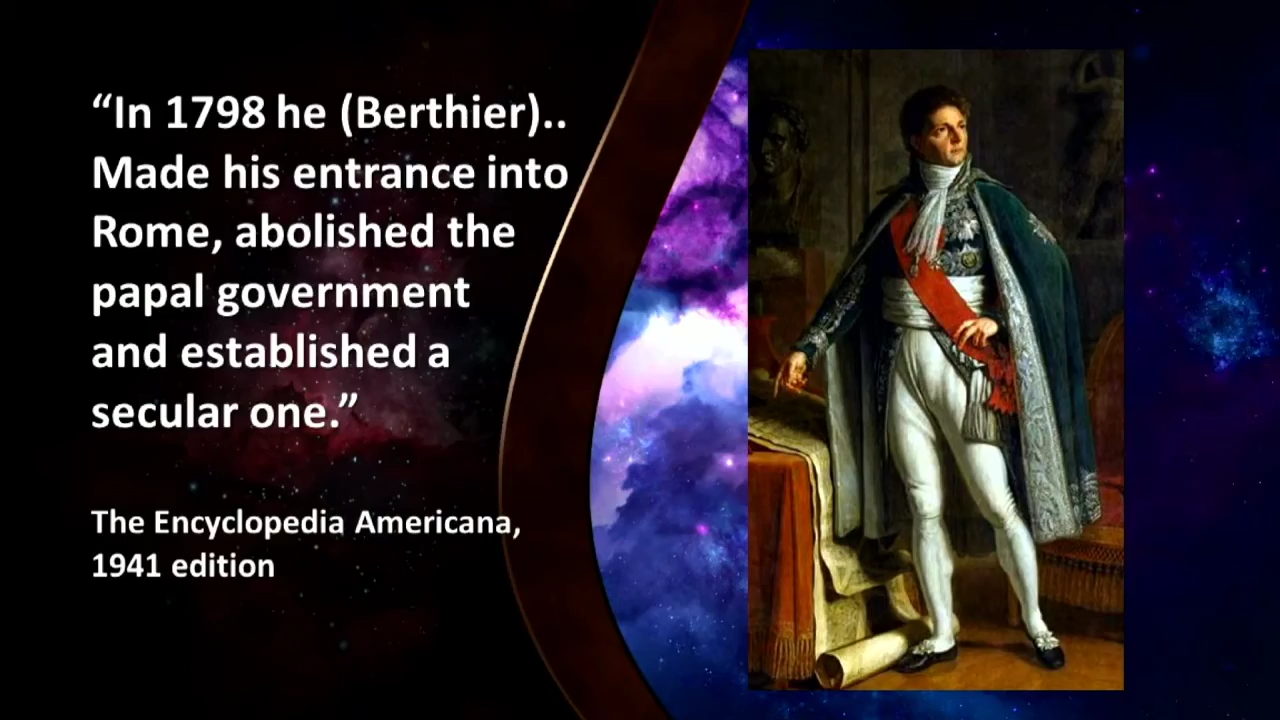 “In 1798 he (Berthier)..
Made his entrance into
Rome, abolished the
papal government
and established a
secular one.”
The Encyclopedia Americana,
1941 edition